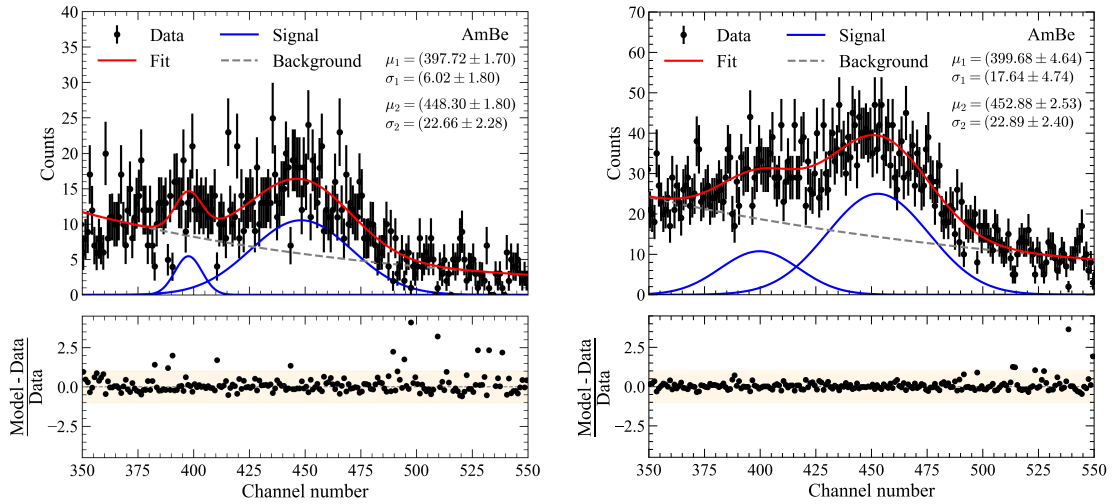 40
35
30
25
20
15
10
5
0
Counts
Data Signal
Fit Background
AmBe
μ₁ = (397.72 ± 1.70)
σ₁ = (6.02 ± 1.80)
μ₂ = (448.30 ± 1.80)
σ₂ = (22.66 ± 2.28)
2.5
0.0
−2.5
Model - Data
Data
350 375 400 425 450 475 500 525 550
Channel number
70
60
50
40
30
20
10
0
Counts
Data Signal
Fit Background
AmBe
μ₁ = (399.68 ± 4.64)
σ₁ = (17.64 ± 4.74)
μ₂ = (452.88 ± 2.53)
σ₂ = (22.89 ± 2.40)
2.5
0.0
−2.5
Model - Data
Data
350 375 400 425 450 475 500 525 550
Channel number